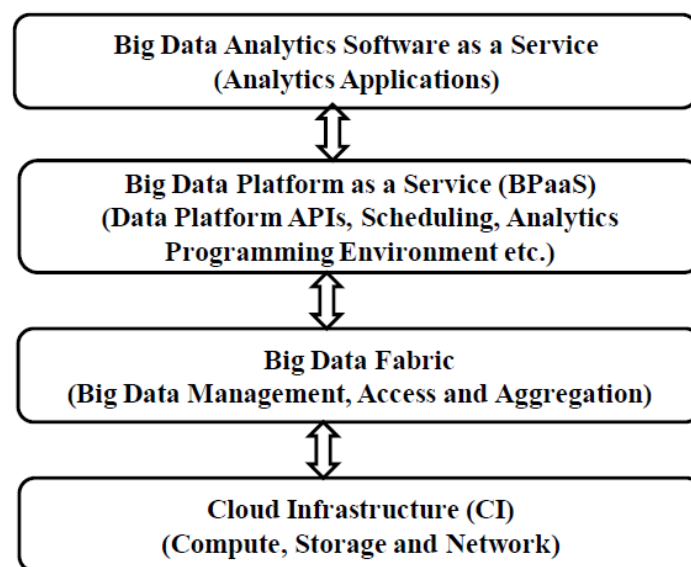 Big Data Analytics Software as a Service
(Analytics Applications)
Big Data Platform as a Service (BPaaS)
(Data Platform APIs, Scheduling, Analytics
Programming Environment etc.)
Big Data Fabric
(Big Data Management, Access and Aggregation)
Cloud Infrastructure (CI)
(Compute, Storage and Network)